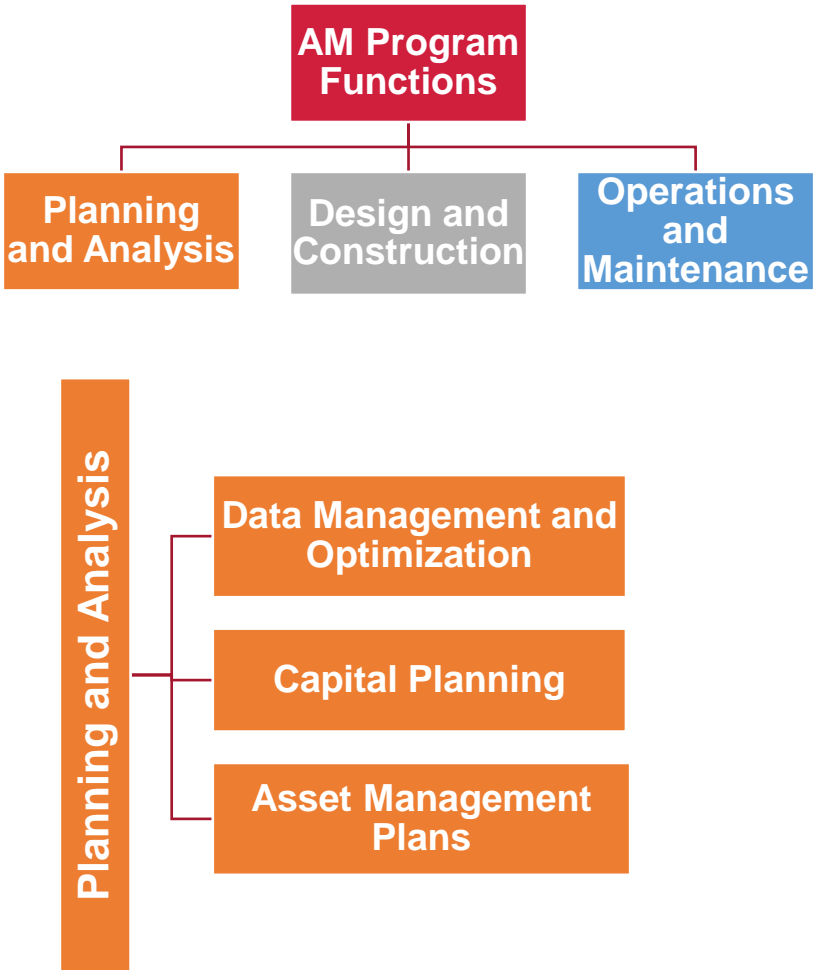 AM Program
Functions
Planning
and Analysis
Design and
Construction
Operations
and
Maintenance
Planning and Analysis
Data Management and
Optimization
Capital Planning
Asset Management
Plans